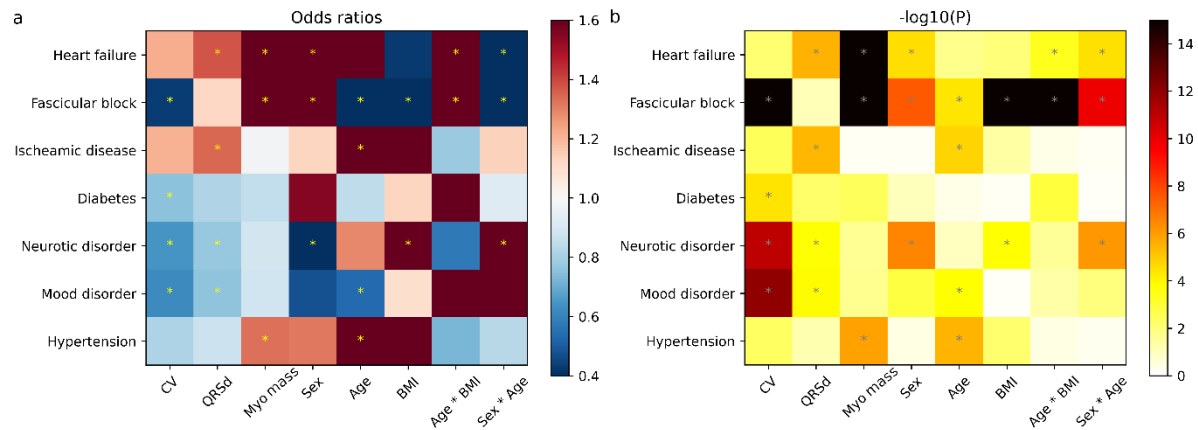 a
Odds ratios
Heart failure
Fascicular block
Ischeamic disease
Diabetes
Neurotic disorder
Mood disorder
Hypertension
* * * * *
* * * * * * *
* *
*
* * * * *
* * *
* *
CV
QRSd
Myo mass
Sex
Age
BMI
Age * BMI
Sex * Age
1.6
1.4
1.2
1.0
0.8
0.6
0.4
b
-log10(P)
Heart failure
Fascicular block
Ischeamic disease
Diabetes
Neurotic disorder
Mood disorder
Hypertension
* * * * *
* * * * * * *
* *
*
* * * * *
* * *
* *
CV
QRSd
Myo mass
Sex
Age
BMI
Age * BMI
Sex * Age
14
12
10
8
6
4
2
0